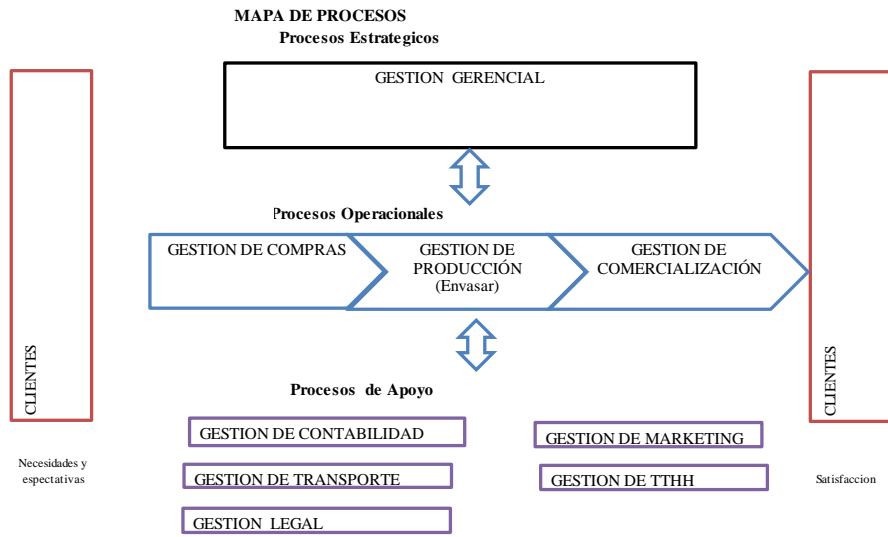 MAPA DE PROCESOS
Procesos Estrategicos
GESTION GERENCIAL
Procesos Operacionales
GESTION DE COMPRAS
GESTION DE
PRODUCCIÓN
(Envasar)
GESTION DE
COMERCIALIZACIÓN
CLIENTES
CLIENTES
Procesos de Apoyo
GESTION DE CONTABILIDAD
GESTION DE MARKETING
GESTION DE TRANSPORTE
GESTION DE TTHH
GESTION LEGAL
Necesidades y
espectativas
Satisfaccion